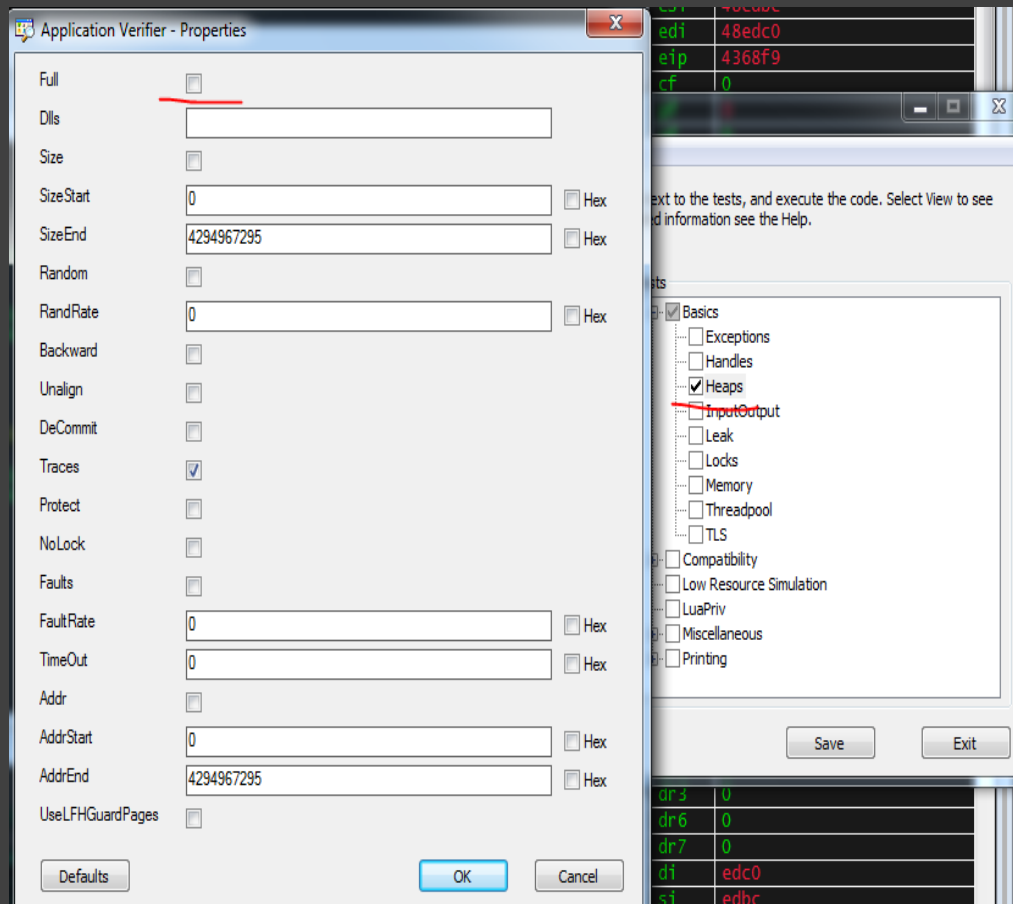 Application Verifier - Properties
Full
Dlls
Size
SizeStart 0 Hex
SizeEnd 4294967295 Hex
Random
RandRate 0 Hex
Backward
Unalign
DeCommit
Traces
Protect
NoLock
Faults
FaultRate 0 Hex
TimeOut 0 Hex
Addr
AddrStart 0 Hex
AddrEnd 4294967295 Hex
UseLFHGuardPages
Defaults OK Cancel
edi 48edc0
eip 4368f9
cf 0
ext to the tests, and execute the code. Select View to see
ed information see the Help.
sts
Basics
Exceptions
Handles
Heaps
InputOutput
Leak
Locks
Memory
Threadpool
TLS
Compatibility
Low Resource Simulation
LuaPriv
Miscellaneous
Printing
Save Exit
dr3 0
dr6 0
dr7 0
di edc0
si edbc